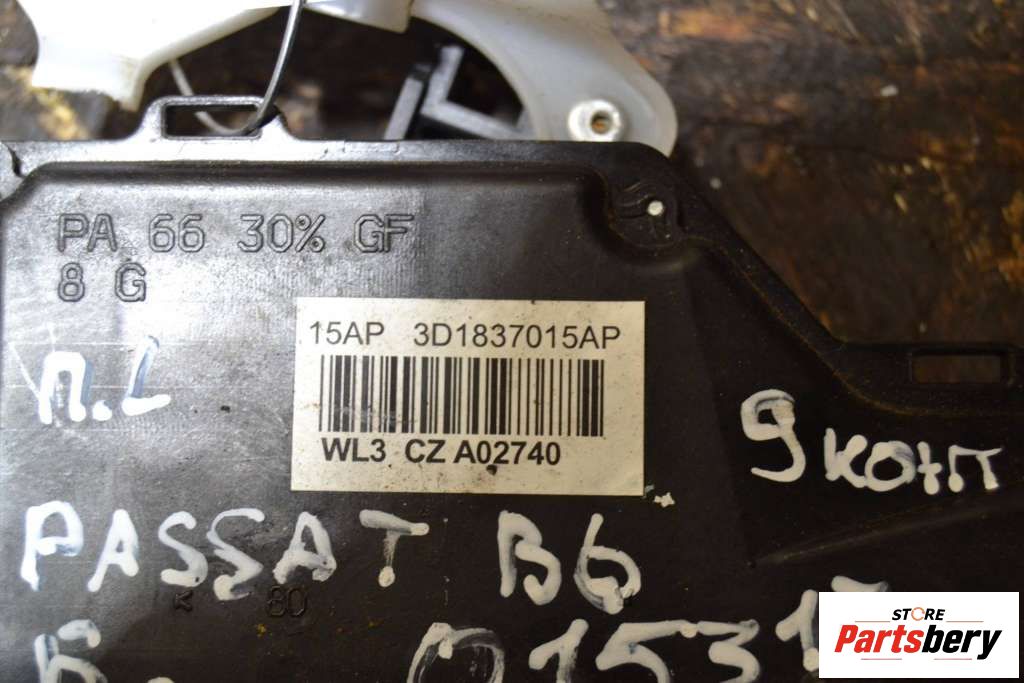 PA 66 30% GF
8 G
15AP 3D1837015AP
WL3 CZ A02740
п.L
9 конт
PASSAT B6
80
STORE
Partsbery